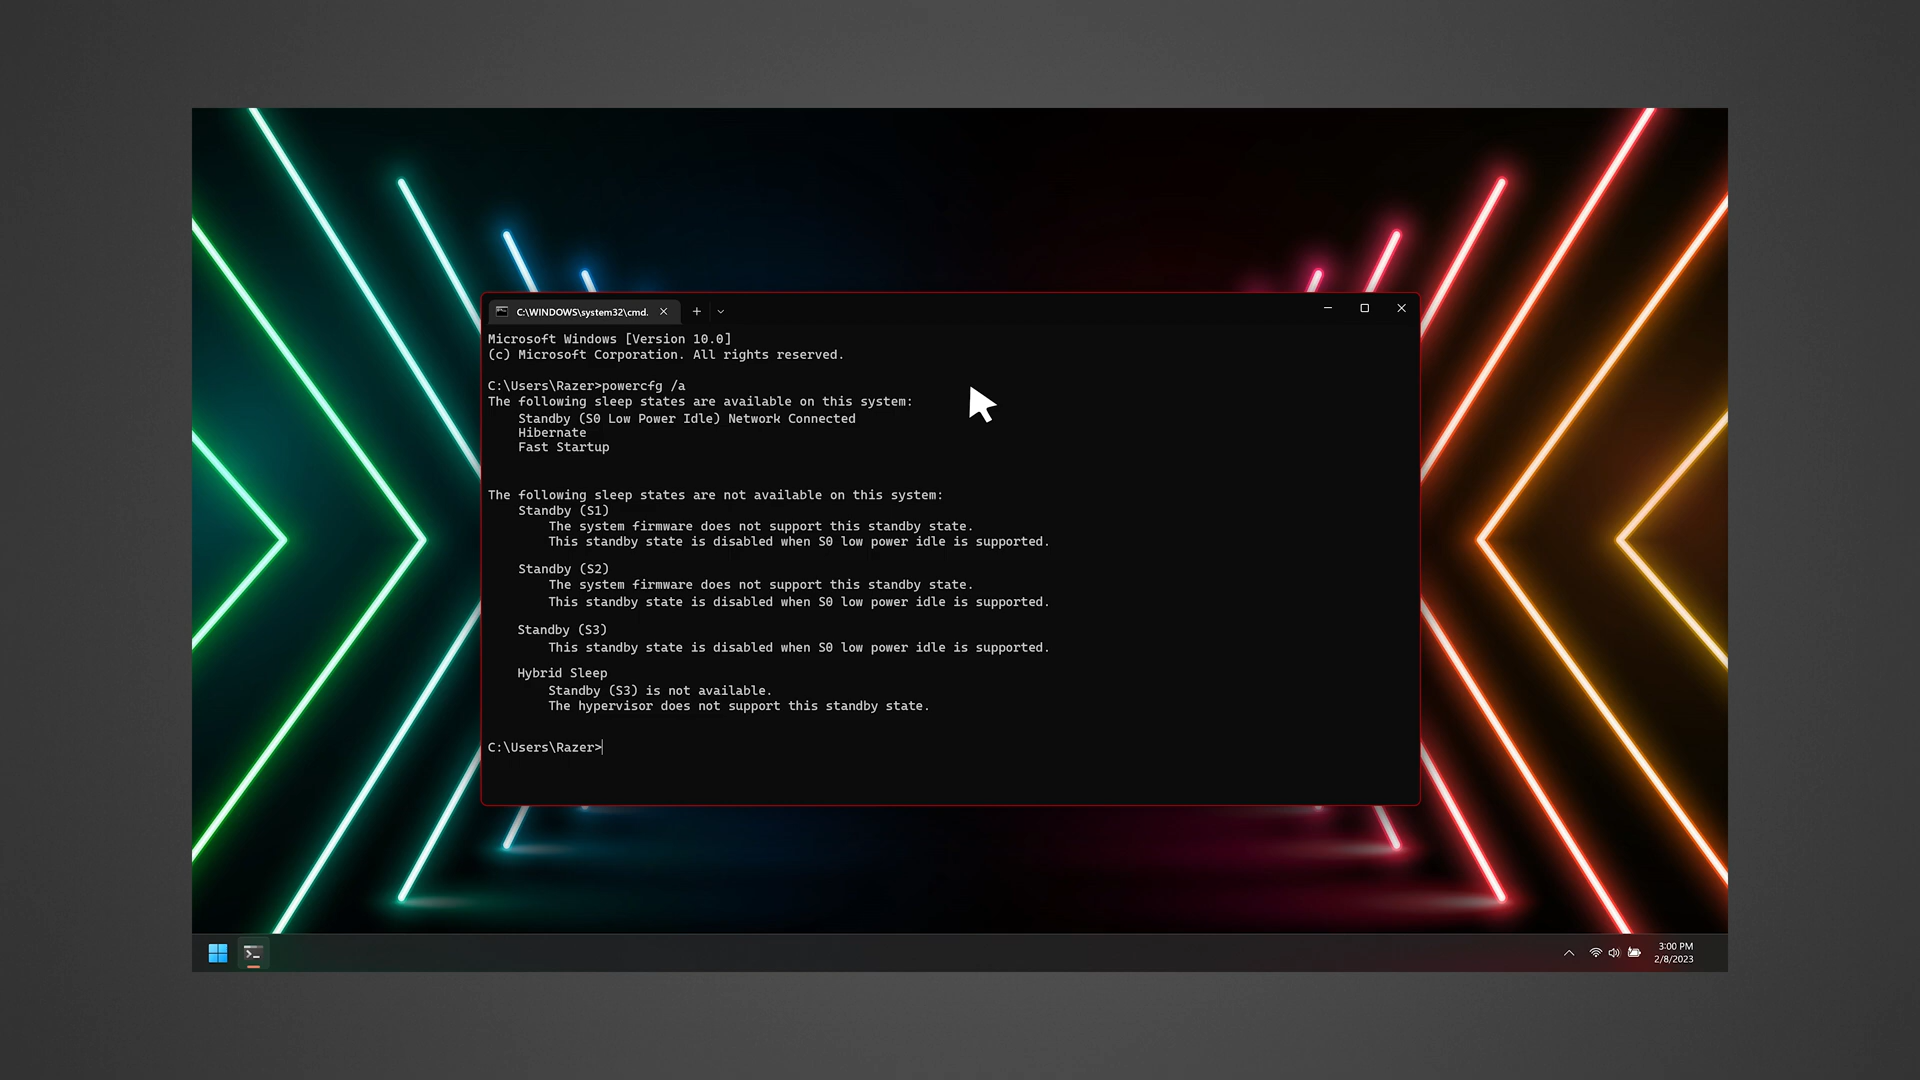 C:\WINDOWS\system32\cmd.
Microsoft Windows [Version 10.0]
(c) Microsoft Corporation. All rights reserved.
C:\Users\Razer>powercfg /a
The following sleep states are available on this system:
Standby (S0 Low Power Idle) Network Connected
Hibernate
Fast Startup
The following sleep states are not available on this system:
Standby (S1)
The system firmware does not support this standby state.
This standby state is disabled when S0 low power idle is supported.
Standby (S2)
The system firmware does not support this standby state.
This standby state is disabled when S0 low power idle is supported.
Standby (S3)
This standby state is disabled when S0 low power idle is supported.
Hybrid Sleep
Standby (S3) is not available.
The hypervisor does not support this standby state.
C:\Users\Razer>
3:00 PM
2/8/2023